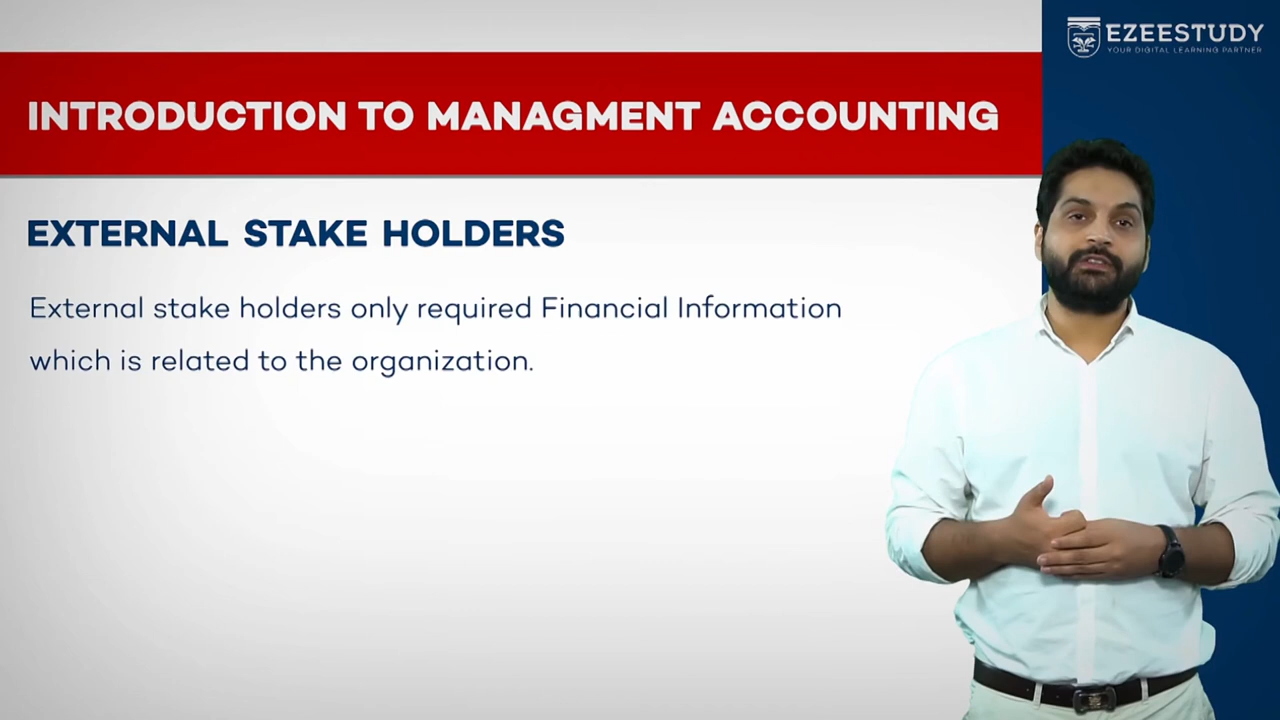 EZEESTUDY
YOUR DIGITAL LEARNING PARTNER
INTRODUCTION TO MANAGMENT ACCOUNTING
EXTERNAL STAKE HOLDERS
External stake holders only required Financial Information
which is related to the organization.